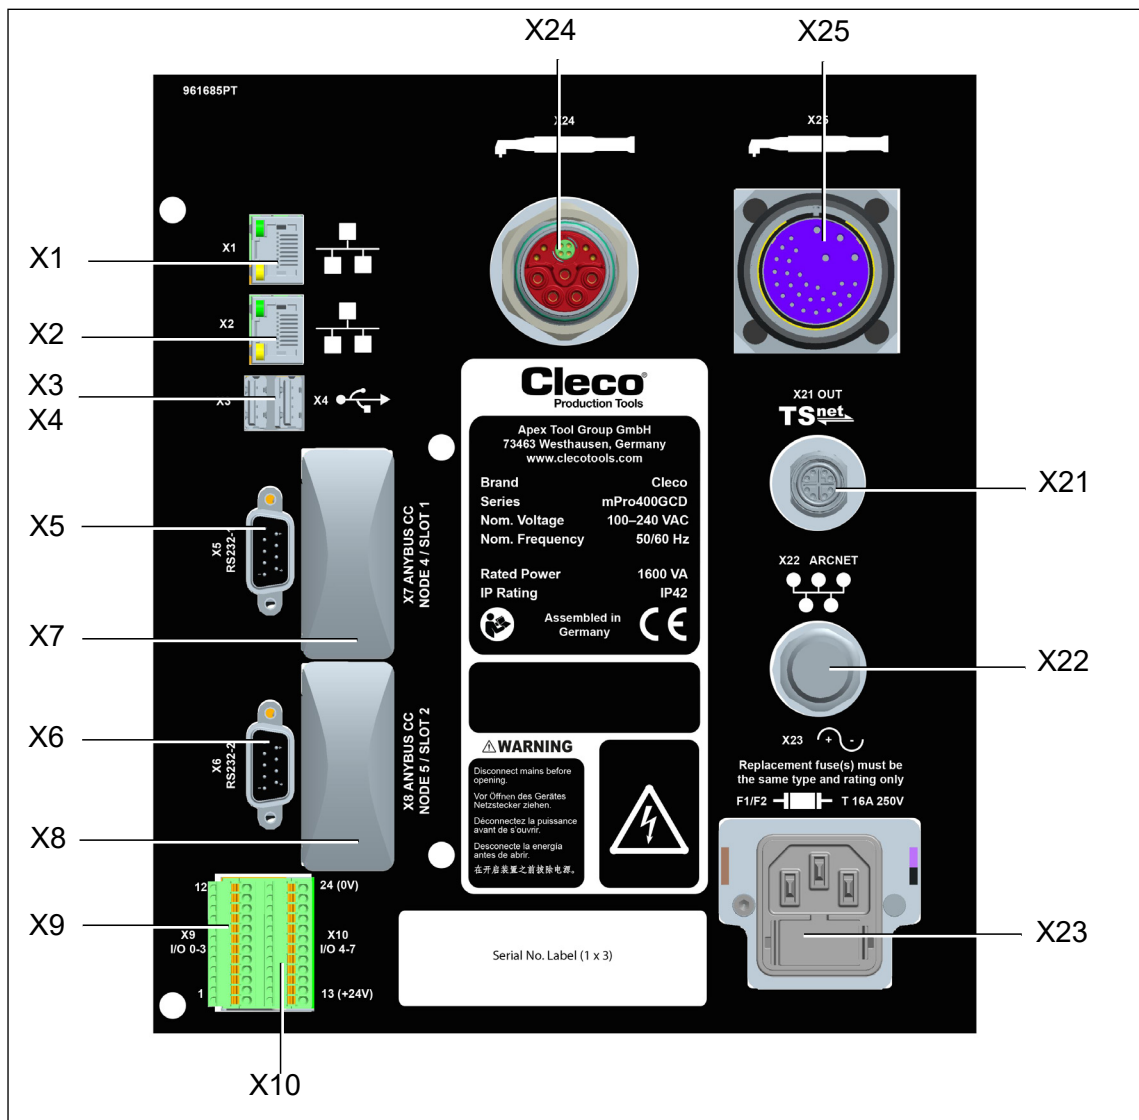 X24
X25
961685PT
X24
X25
X1
X1
X2
X2
X3
X4
X3
X4
Cleco®
Production Tools
Apex Tool Group GmbH
73463 Westhausen, Germany
www.clecotools.com
Brand Cleco
Series mPro400GCD
Nom. Voltage 100–240 VAC
Nom. Frequency 50/60 Hz
Rated Power 1600 VA
IP Rating IP42
Assembled in
Germany
CE
X21 OUT
TSnet
X21
X5
X5
RS232-1
X7 ANYBUS CC
NODE 4 / SLOT 1
X7
X22 ARCNET
X22
X6
X6
RS232-2
X8 ANYBUS CC
NODE 5 / SLOT 2
X8
WARNING
Disconnect mains before
opening.
Vor Öffnen des Gerätes
Netzstecker ziehen.
Déconnectez la puissance
avant de s'ouvrir.
Desconecte la energía
antes de abrir.
在开启装置之前拔除电源。
X23
Replacement fuse(s) must be
the same type and rating only
F1/F2 T 16A 250V
X23
12
24 (0V)
X9
X9
I/O 0-3
X10
I/O 4-7
1
13 (+24V)
X10
Serial No. Label (1 x 3)